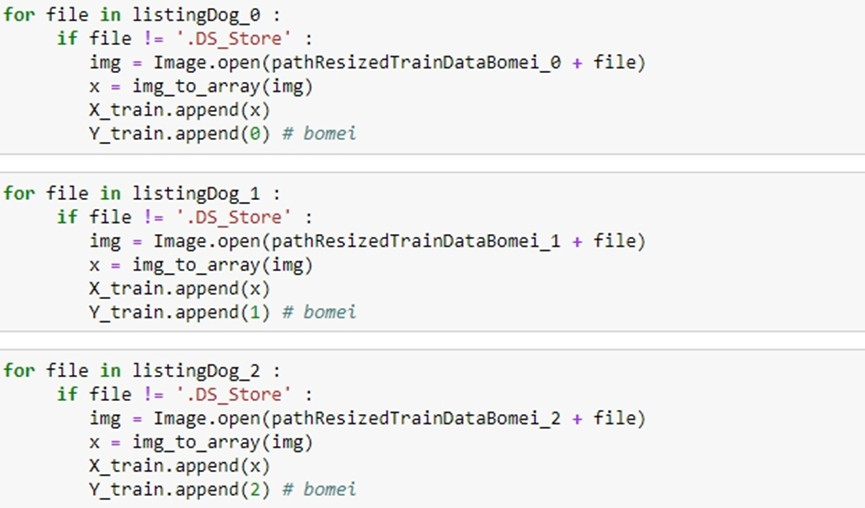 for file in listingDog_0 :
if file != '.DS_Store' :
img = Image.open(pathResizedTrainDataBomei_0 + file)
x = img_to_array(img)
X_train.append(x)
Y_train.append(0) # bomei
for file in listingDog_1 :
if file != '.DS_Store' :
img = Image.open(pathResizedTrainDataBomei_1 + file)
x = img_to_array(img)
X_train.append(x)
Y_train.append(1) # bomei
for file in listingDog_2 :
if file != '.DS_Store' :
img = Image.open(pathResizedTrainDataBomei_2 + file)
x = img_to_array(img)
X_train.append(x)
Y_train.append(2) # bomei